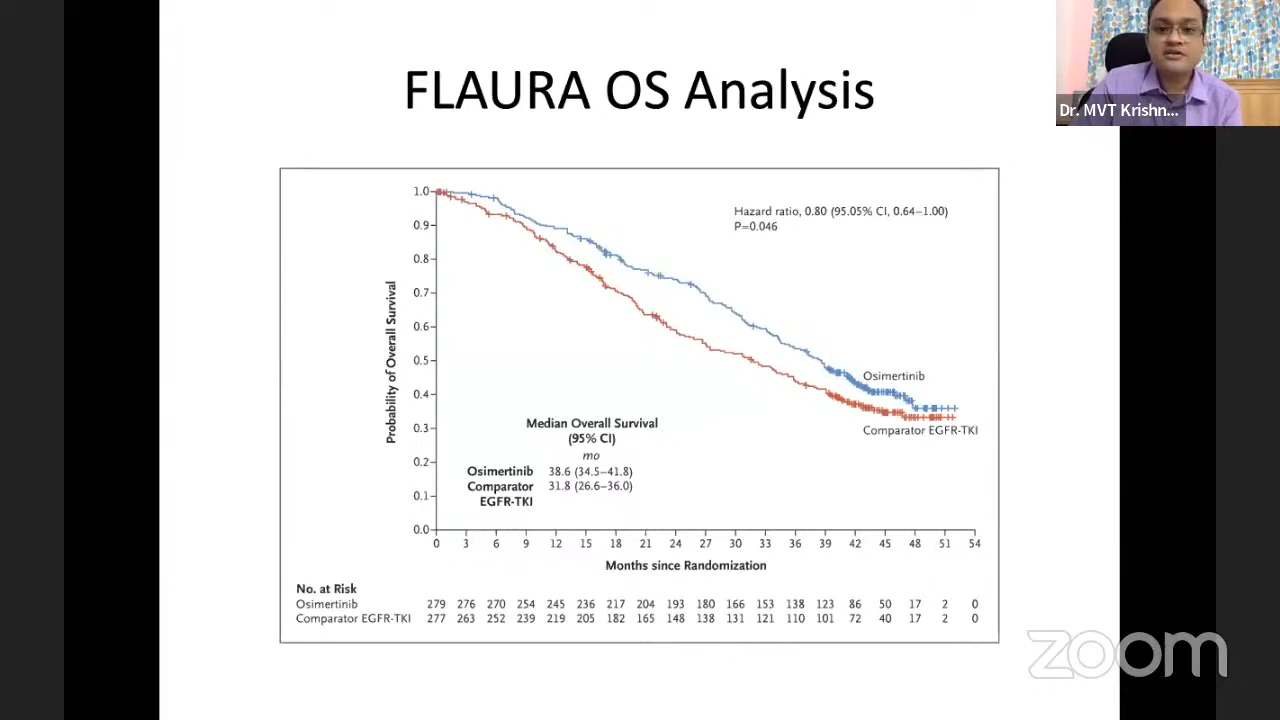 FLAURA OS Analysis
Dr. MVT Krishn...
1.0
0.9
0.8
0.7
0.6
0.5
0.4
0.3
0.2
0.1
0.0
Probability of Overall Survival
Hazard ratio, 0.80 (95.05% CI, 0.64–1.00)
P=0.046
Osimertinib
Comparator EGFR-TKI
Median Overall Survival
(95% CI)
mo
Osimertinib 38.6 (34.5–41.8)
Comparator 31.8 (26.6–36.0)
EGFR-TKI
0 3 6 9 12 15 18 21 24 27 30 33 36 39 42 45 48 51 54
Months since Randomization
No. at Risk
Osimertinib 279 276 270 254 245 236 217 204 193 180 166 153 138 123 86 50 17 2 0
Comparator EGFR-TKI 277 263 252 239 219 205 182 165 148 138 131 121 110 101 72 40 17 2 0
zoom